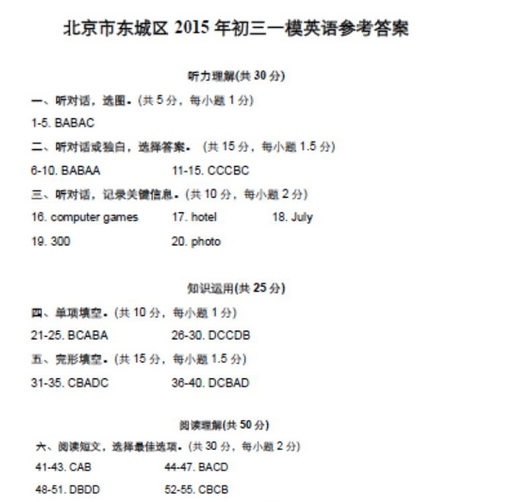 北京市东城区 2015 年初三一模英语参考答案
听力理解(共 30 分)
一、听对话，选图。(共 5 分，每小题 1 分)
1-5. BABAC
二、听对话或独白，选择答案。 (共 15 分，每小题 1.5 分)
6-10. BABAA 11-15. CCCBC
三、听对话，记录关键信息。(共 10 分，每小题 2 分)
16. computer games 17. hotel 18. July
19. 300 20. photo
知识运用(共 25 分)
四、单项填空。(共 10 分，每小题 1 分)
21-25. BCABA 26-30. DCCDB
五、完形填空。(共 15 分，每小题 1.5 分)
31-35. CBADC 36-40. DCBAD
阅读理解(共 50 分)
六、阅读短文，选择最佳选项。(共 30 分，每小题 2 分)
41-43. CAB 44-47. BACD
48-51. DBDD 52-55. CBCB